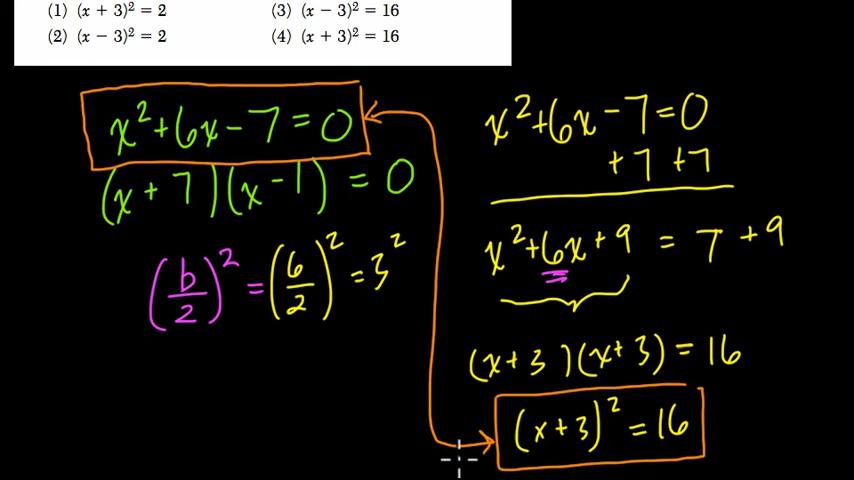 (1) (x + 3)² = 2 (3) (x − 3)² = 16
(2) (x − 3)² = 2 (4) (x + 3)² = 16
x²+6x−7=0
(x+7)(x−1)=0
(b/2)²=(6/2)²=3²
x²+6x−7=0
+7 +7
x²+6x+9 = 7+9
(x+3)(x+3)=16
(x+3)²=16